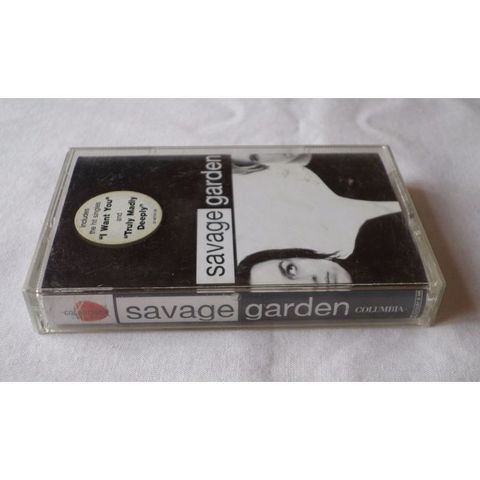 includes
the hit singles
"I Want You"
and
"Truly Madly
Deeply"
savage garden
savage garden COLUMBIA